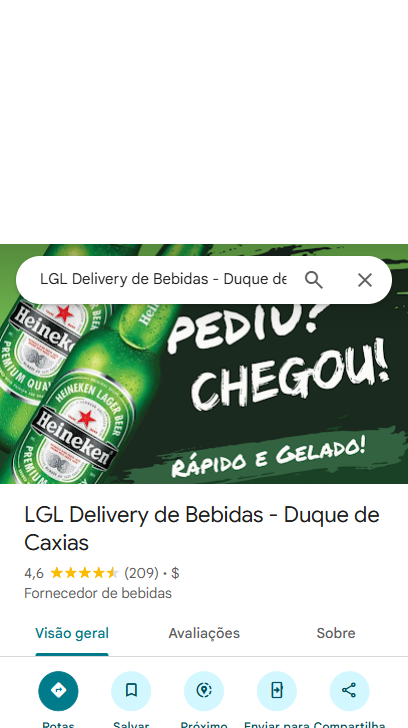 LGL Delivery de Bebidas - Duque de
PEDIU?
CHEGOU!
RÁPIDO E GELADO!
Heineken
PREMIUM QUA
BEER
Hei
HEINEKEN LAGER BEER
Heineken
PREMIUM
LGL Delivery de Bebidas - Duque de
Caxias
4,6 (209) • $
Fornecedor de bebidas
Visão geral Avaliações Sobre
Rotas Salvar Próximo Enviar para Compartilha